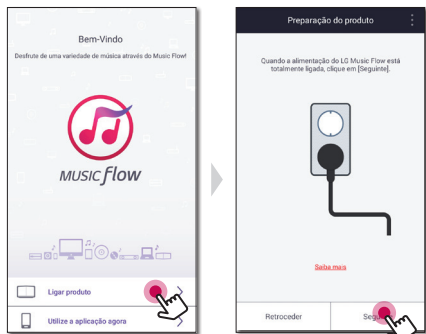 Bem-Vindo
Desfrute de uma variedade de música através do Music Flow!
MUSIC flow
Ligar produto
Utilize a aplicação agora
Preparação do produto
Quando a alimentação do LG Music Flow está
totalmente ligada, clique em [Seguinte].
Saiba mais
Retroceder